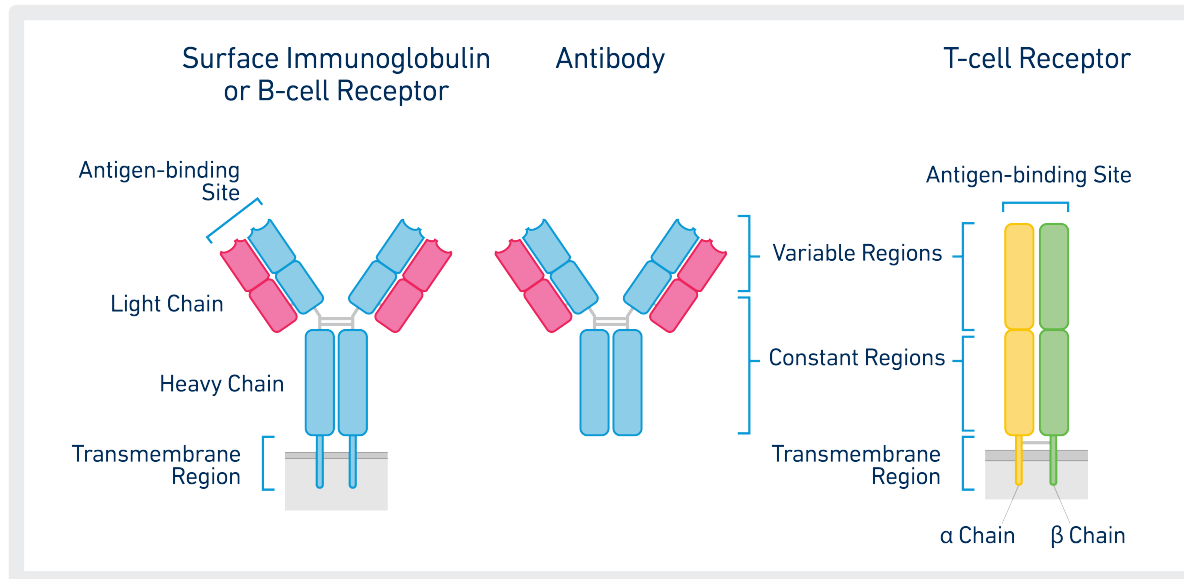 Surface Immunoglobulin
or B-cell Receptor
Antibody
T-cell Receptor
Antigen-binding
Site
Antigen-binding Site
Light Chain
Variable Regions
Heavy Chain
Constant Regions
Transmembrane
Region
Transmembrane
Region
α Chain
β Chain